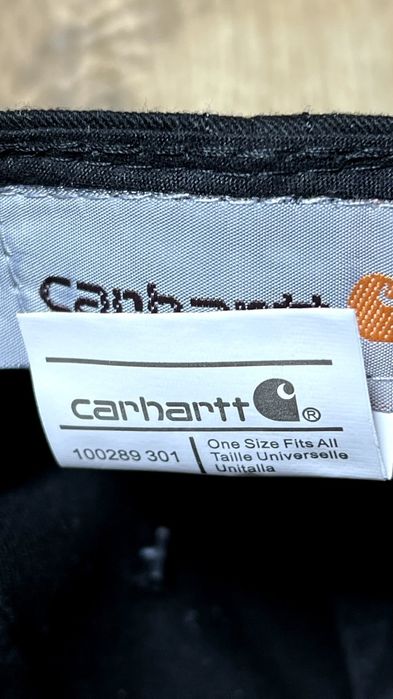 carhartt
carhartt ®
100289 301
One Size Fits All
Taille Universelle
Unitalla